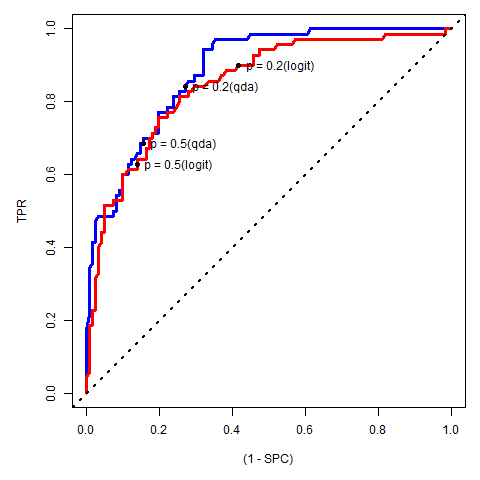 1.0
0.8
0.6
0.4
0.2
0.0
TPR
p = 0.2(logit)
p = 0.2(qda)
p = 0.5(qda)
p = 0.5(logit)
0.0 0.2 0.4 0.6 0.8 1.0
(1 - SPC)